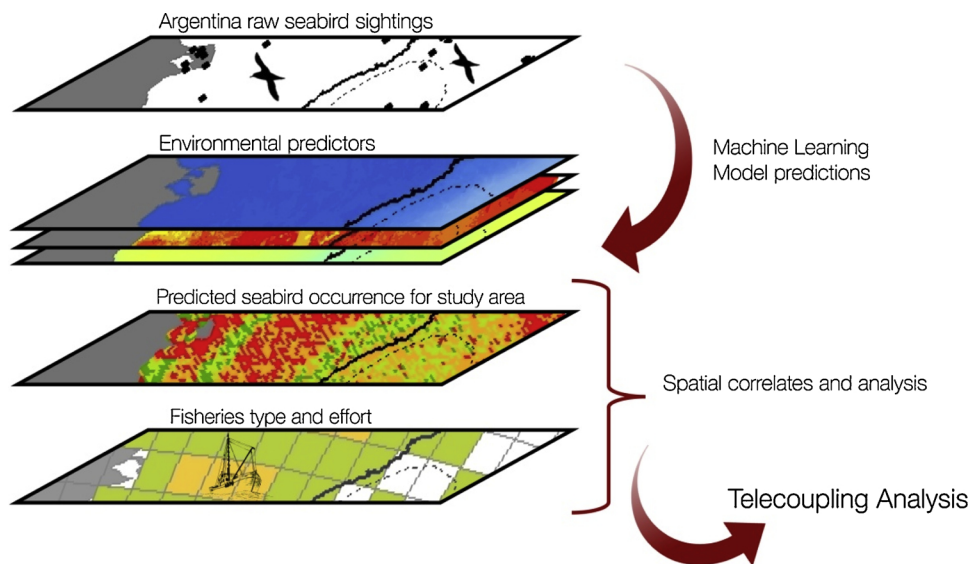 Argentina raw seabird sightings
Environmental predictors
Machine Learning
Model predictions
Predicted seabird occurrence for study area
Spatial correlates and analysis
Fisheries type and effort
Telecoupling Analysis